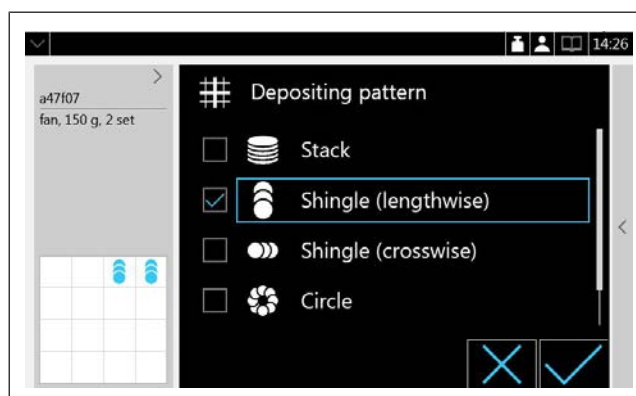 14:26
a47f07
fan, 150 g, 2 set
Depositing pattern
Stack
Shingle (lengthwise)
Shingle (crosswise)
Circle